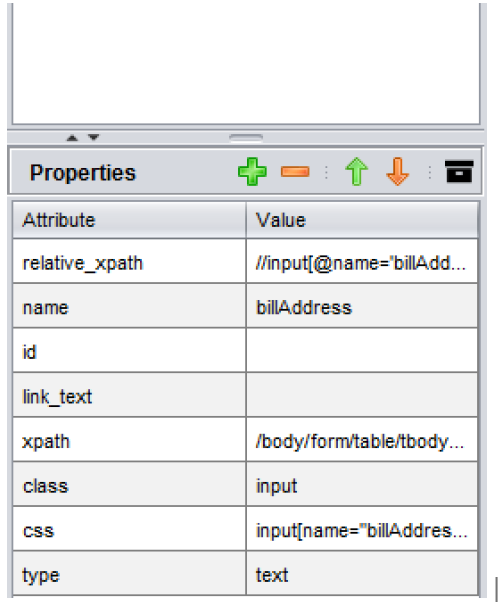 Properties
Attribute Value
relative_xpath //input[@name='billAdd...
name billAddress
id
link_text
xpath /body/form/table/tbody...
class input
css input[name="billAddres...
type text